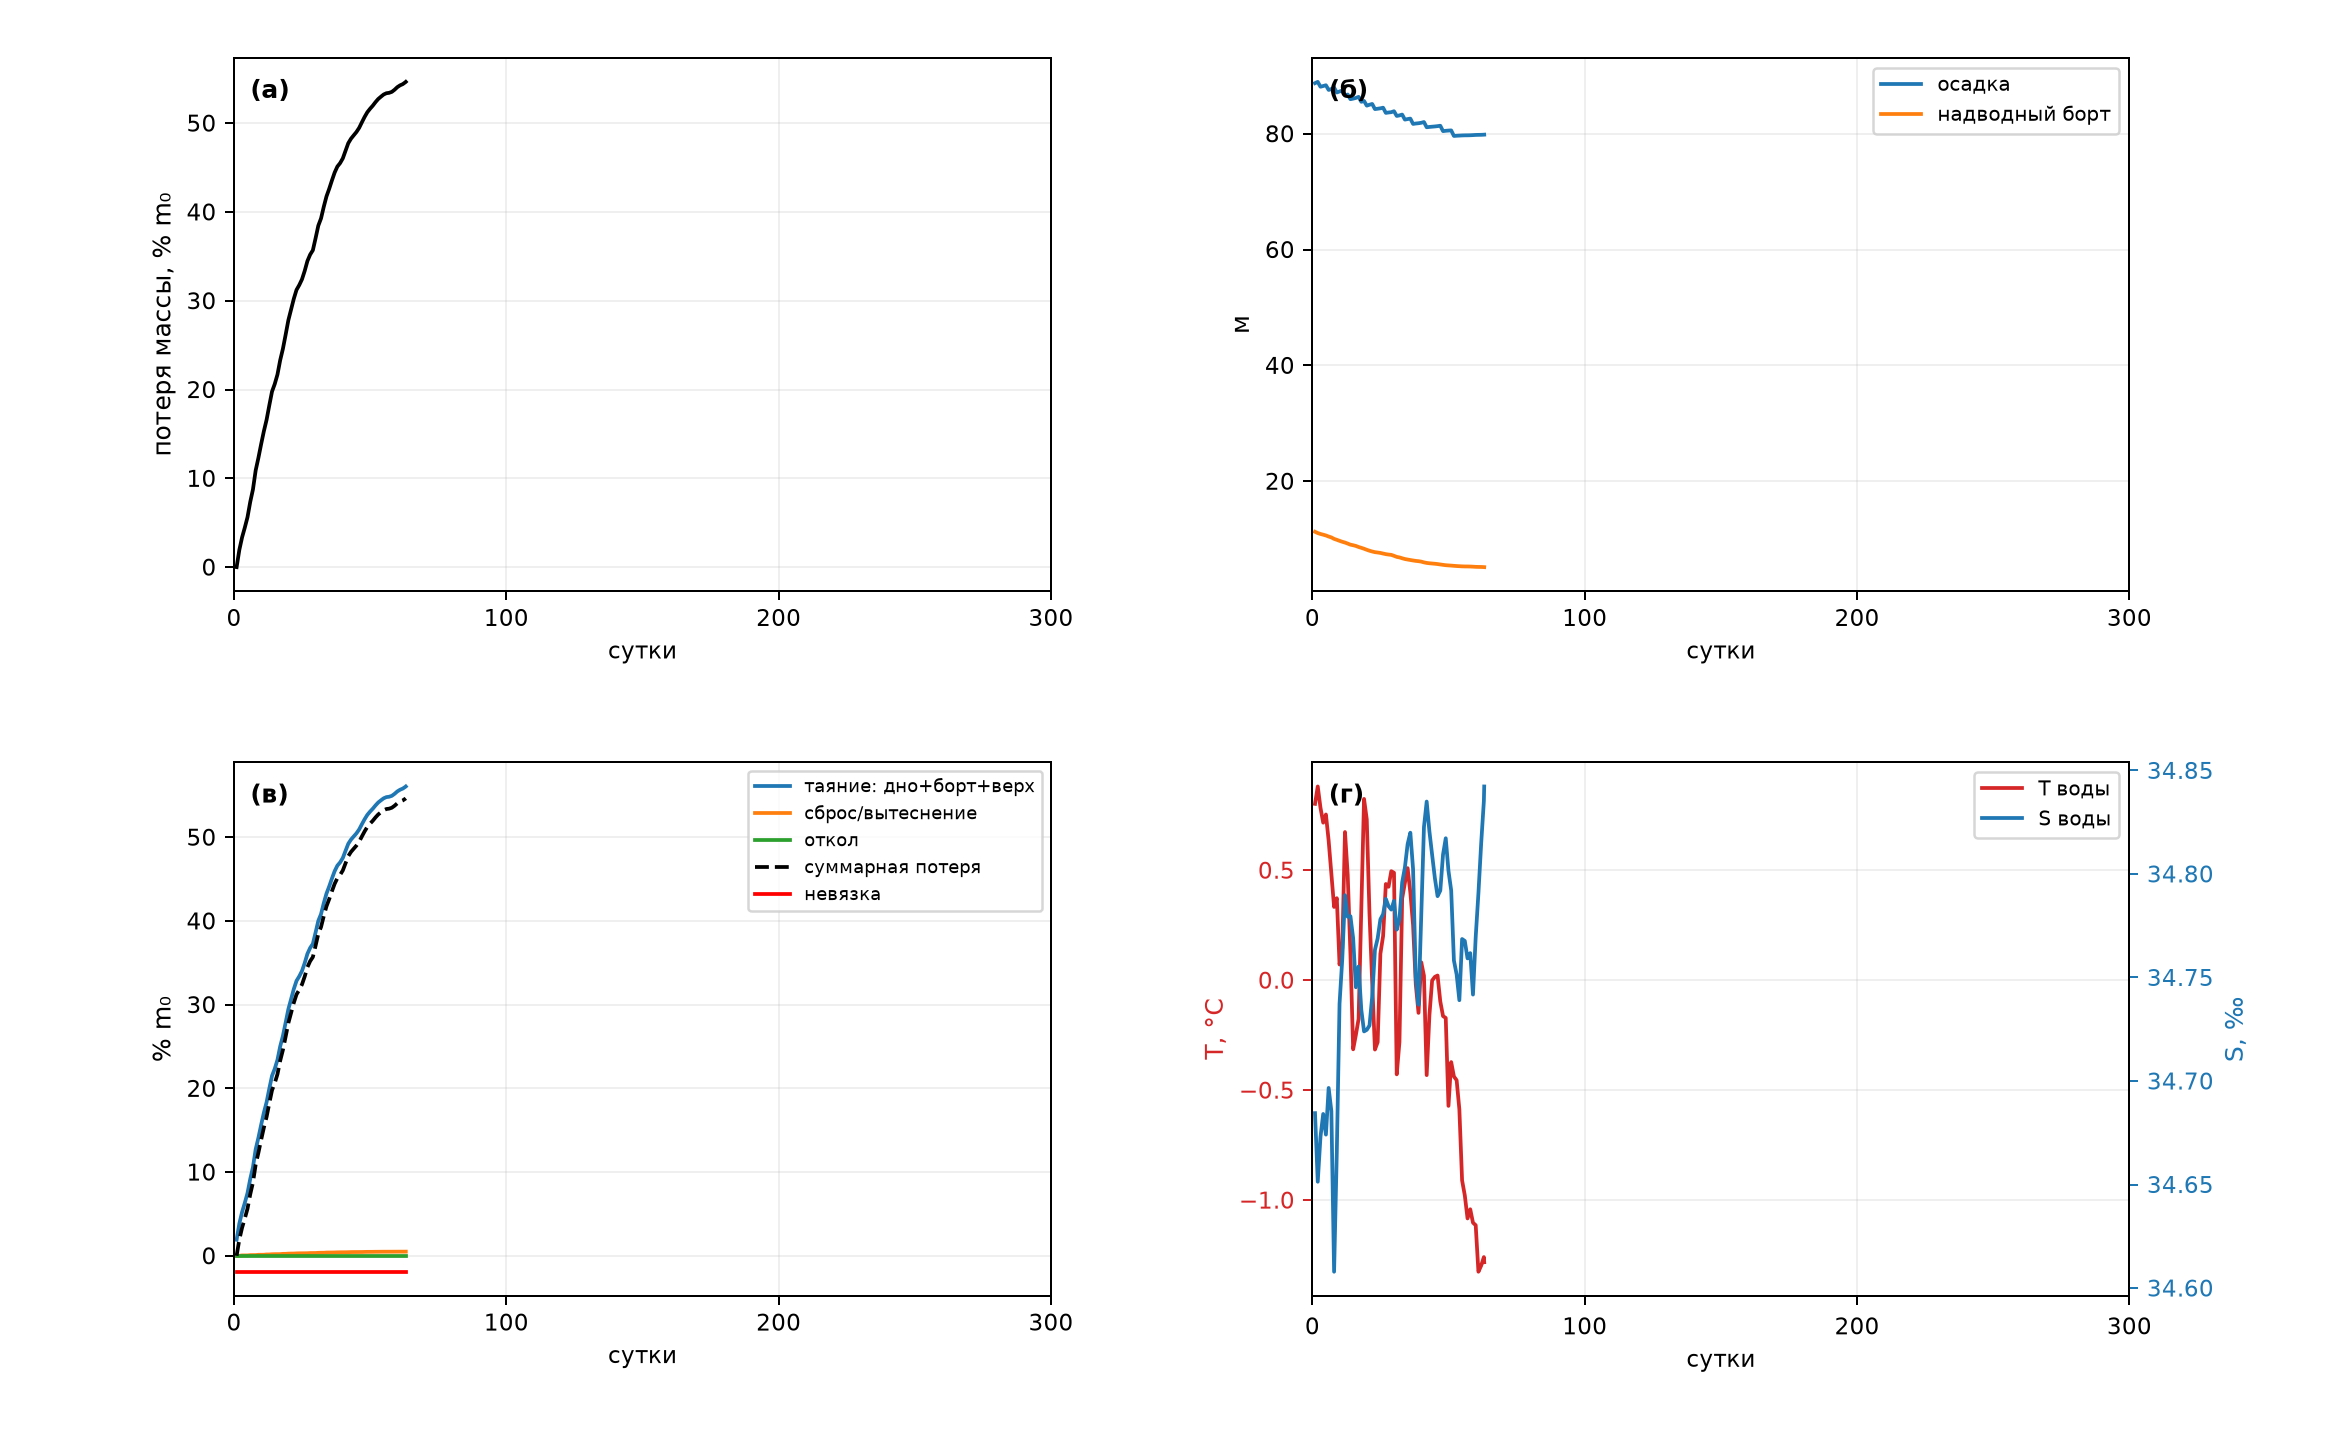 (а)
потеря массы, % m₀
50
40
30
20
10
0
0 100 200 300
сутки
(б)
осадка
надводный борт
м
80
60
40
20
0 100 200 300
сутки
(в)
таяние: дно+борт+верх
сброс/вытеснение
откол
суммарная потеря
невязка
% m₀
50
40
30
20
10
0
0 100 200 300
сутки
(г)
T воды
S воды
T, °C
0.5
0.0
−0.5
−1.0
34.85
34.80
34.75
34.70
34.65
34.60
S, ‰
0 100 200 300
сутки